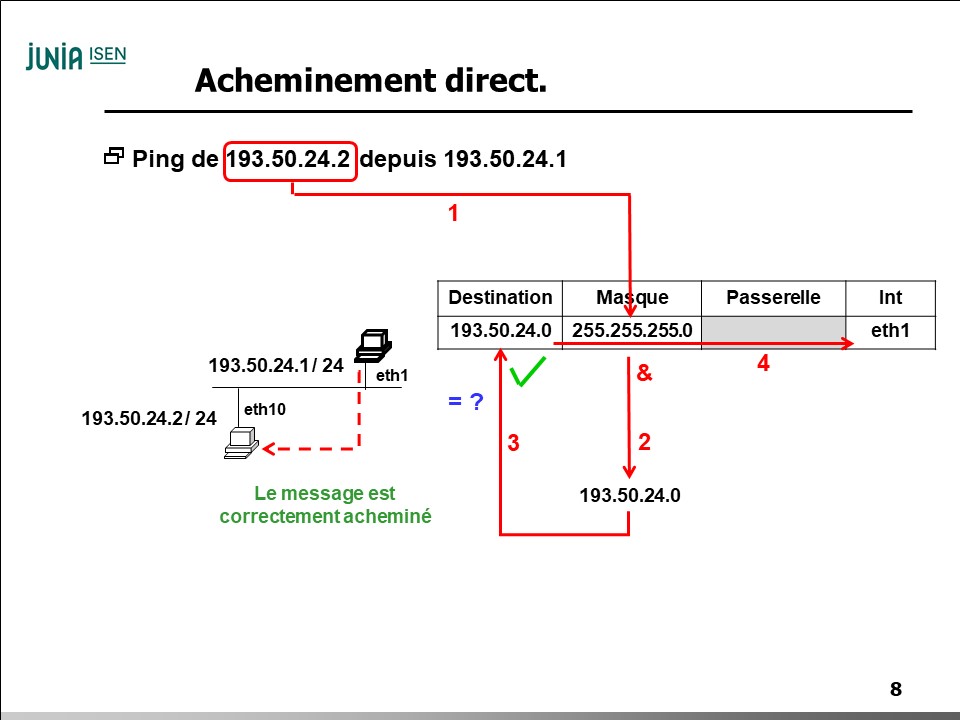 JUNIA ISEN
Acheminement direct.
Ping de 193.50.24.2 depuis 193.50.24.1
1
Destination Masque Passerelle Int
193.50.24.0 255.255.255.0 eth1
4
&
= ?
3
2
193.50.24.0
193.50.24.1/ 24
eth1
eth10
193.50.24.2/ 24
Le message est
correctement acheminé
8